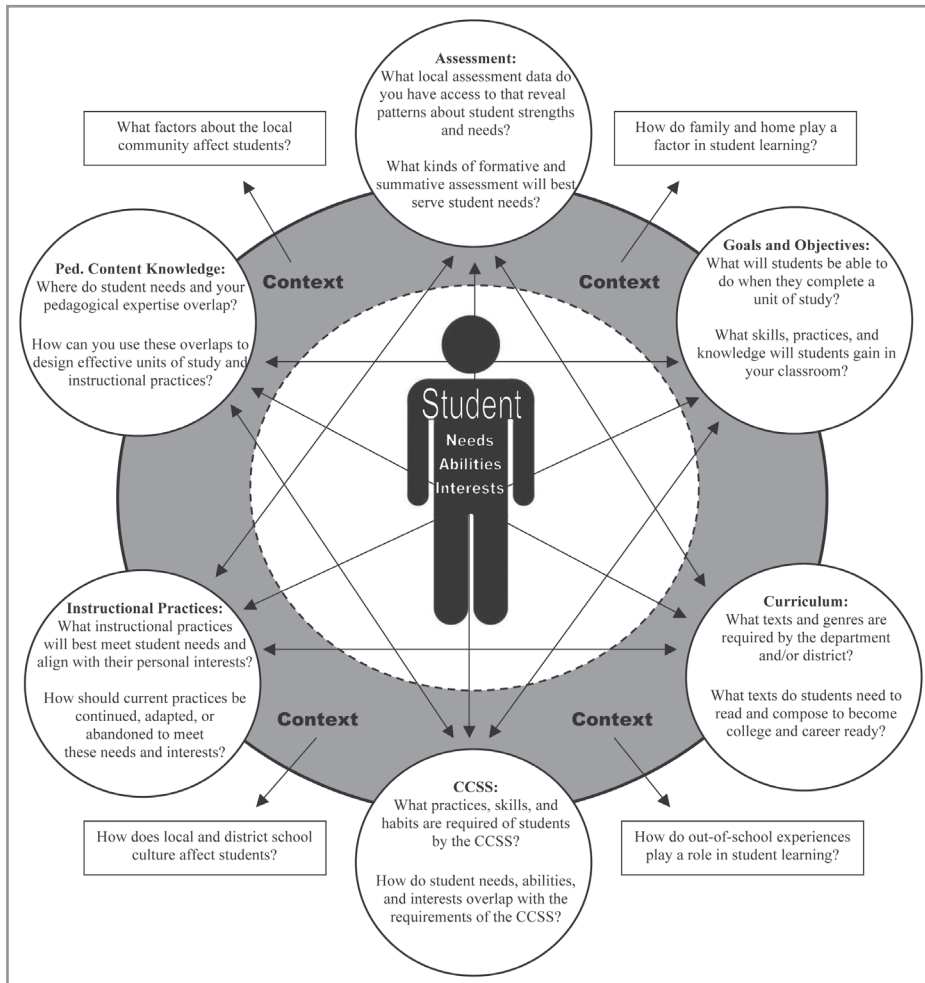 Assessment:
What local assessment data do
you have access to that reveal
patterns about student strengths
and needs?
What kinds of formative and
summative assessment will best
serve student needs?
What factors about the local
community affect students?
How do family and home play a
factor in student learning?
Context
Context
Ped. Content Knowledge:
Where do student needs and your
pedagogical expertise overlap?
How can you use these overlaps to
design effective units of study and
instructional practices?
Goals and Objectives:
What will students be able to
do when they complete a
unit of study?
What skills, practices, and
knowledge will students gain in
your classroom?
Student
Needs
Abilities
Interests
Instructional Practices:
What instructional practices
will best meet student needs and
align with their personal interests?
How should current practices be
continued, adapted, or
abandoned to meet
these needs and interests?
Curriculum:
What texts and genres are
required by the department
and/or district?
What texts do students need to
read and compose to become
college and career ready?
Context
Context
CCSS:
What practices, skills, and
habits are required of students
by the CCSS?
How do student needs, abilities,
and interests overlap with the
requirements of the CCSS?
How does local and district school
culture affect students?
How do out-of-school experiences
play a role in student learning?